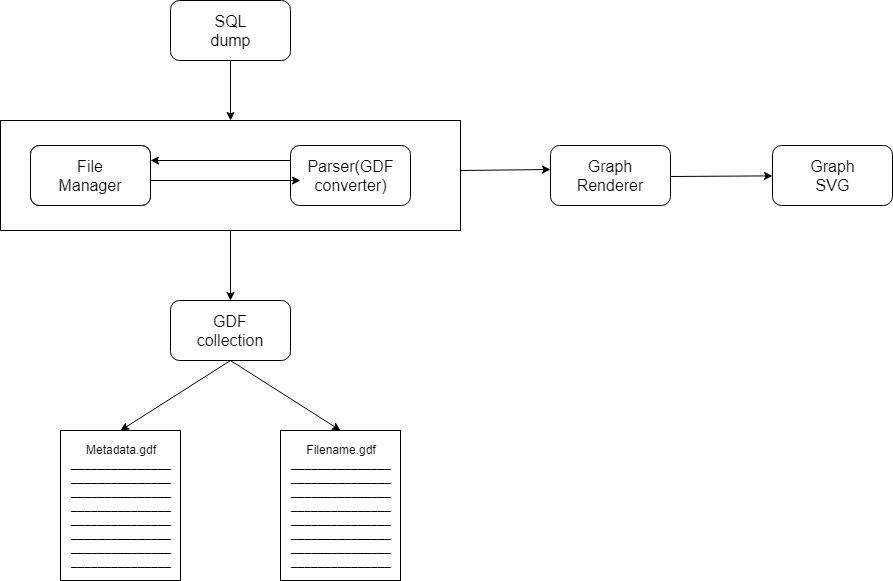 SQL
dump
File
Manager
Parser(GDF
converter)
Graph
Renderer
Graph
SVG
GDF
collection
Metadata.gdf
Filename.gdf